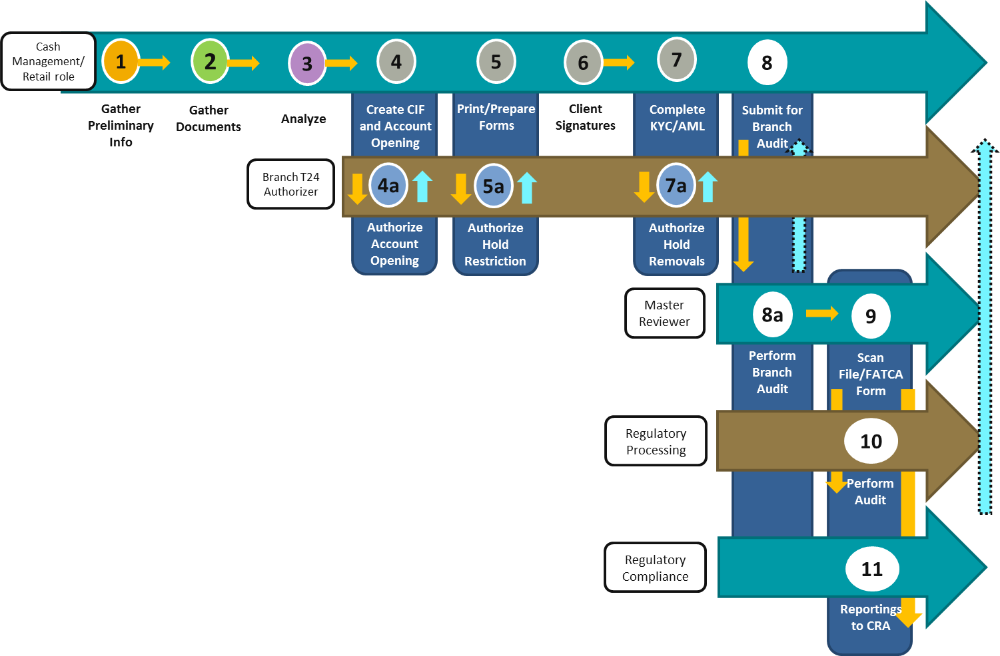 Cash
Management/
Retail role
1
2
3
4
5
6
7
8
Gather
Preliminary
Info
Gather
Documents
Analyze
Create CIF
and Account
Opening
Print/Prepare
Forms
Client
Signatures
Complete
KYC/AML
Submit for
Branch
Audit
Branch T24
Authorizer
4a
5a
7a
Authorize
Account
Opening
Authorize
Hold
Restriction
Authorize
Hold
Removals
Master
Reviewer
8a
9
Perform
Branch
Audit
Scan
File/FATCA
Form
Regulatory
Processing
10
Perform
Audit
Regulatory
Compliance
11
Reportings
to CRA